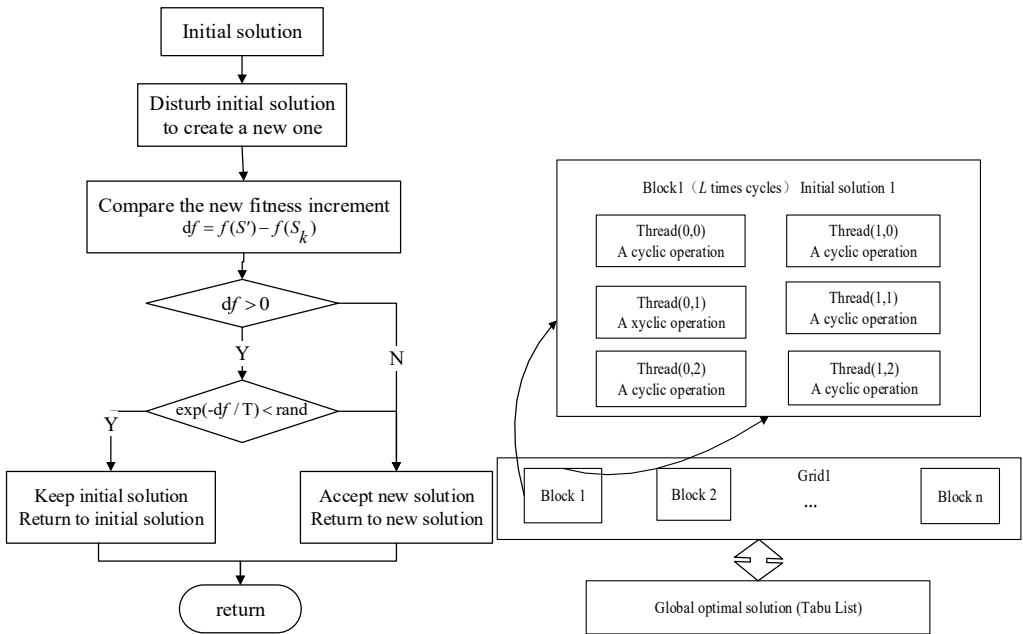 Initial solution
Disturb initial solution
to create a new one
Compare the new fitness increment
df = f(S′) − f(S_k)
df > 0
Y
N
exp(-df / T) < rand
Y
Keep initial solution
Return to initial solution
Accept new solution
Return to new solution
return
Block1（L times cycles） Initial solution 1
Thread(0,0)
A cyclic operation
Thread(1,0)
A cyclic operation
Thread(0,1)
A xyclic operation
Thread(1,1)
A cyclic operation
Thread(0,2)
A cyclic operation
Thread(1,2)
A cyclic operation
Grid1
Block 1
Block 2
...
Block n
Global optimal solution (Tabu List)